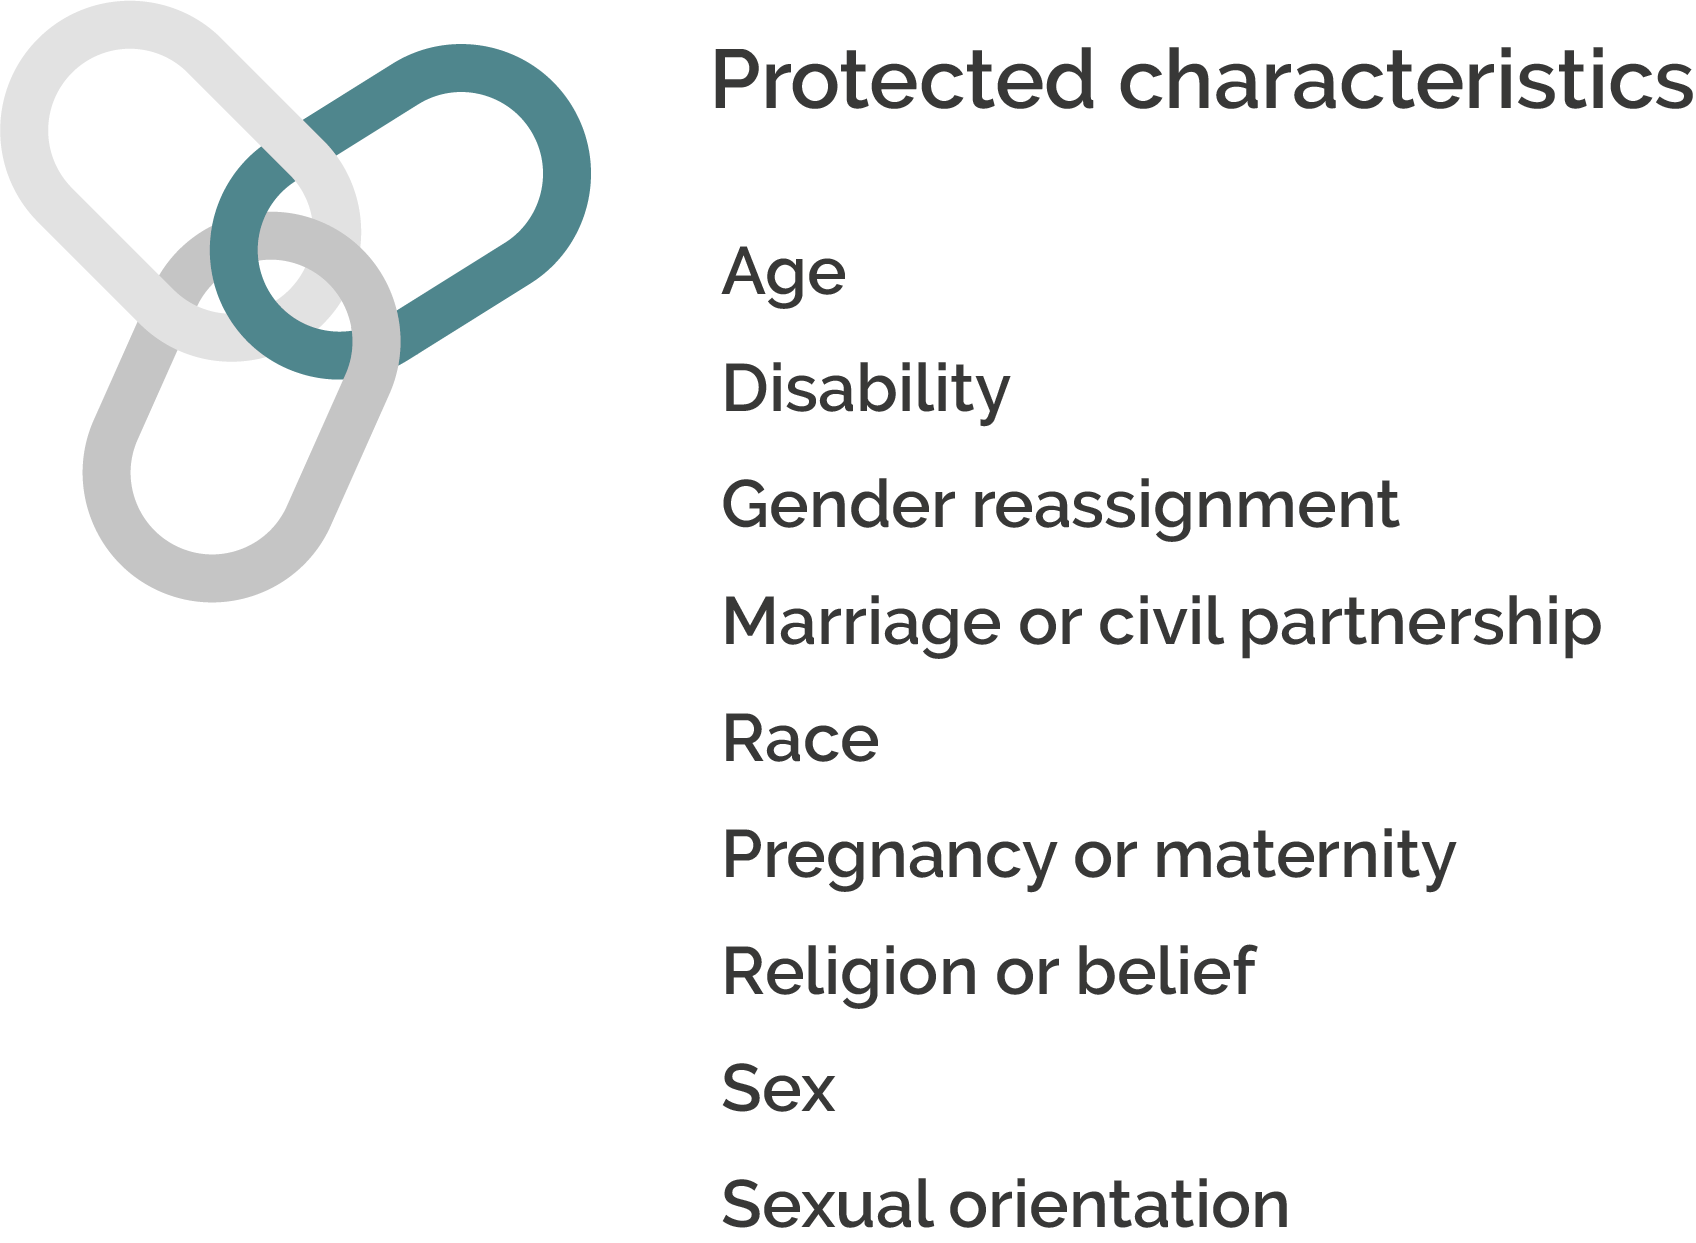 Protected characteristics
Age
Disability
Gender reassignment
Marriage or civil partnership
Race
Pregnancy or maternity
Religion or belief
Sex
Sexual orientation